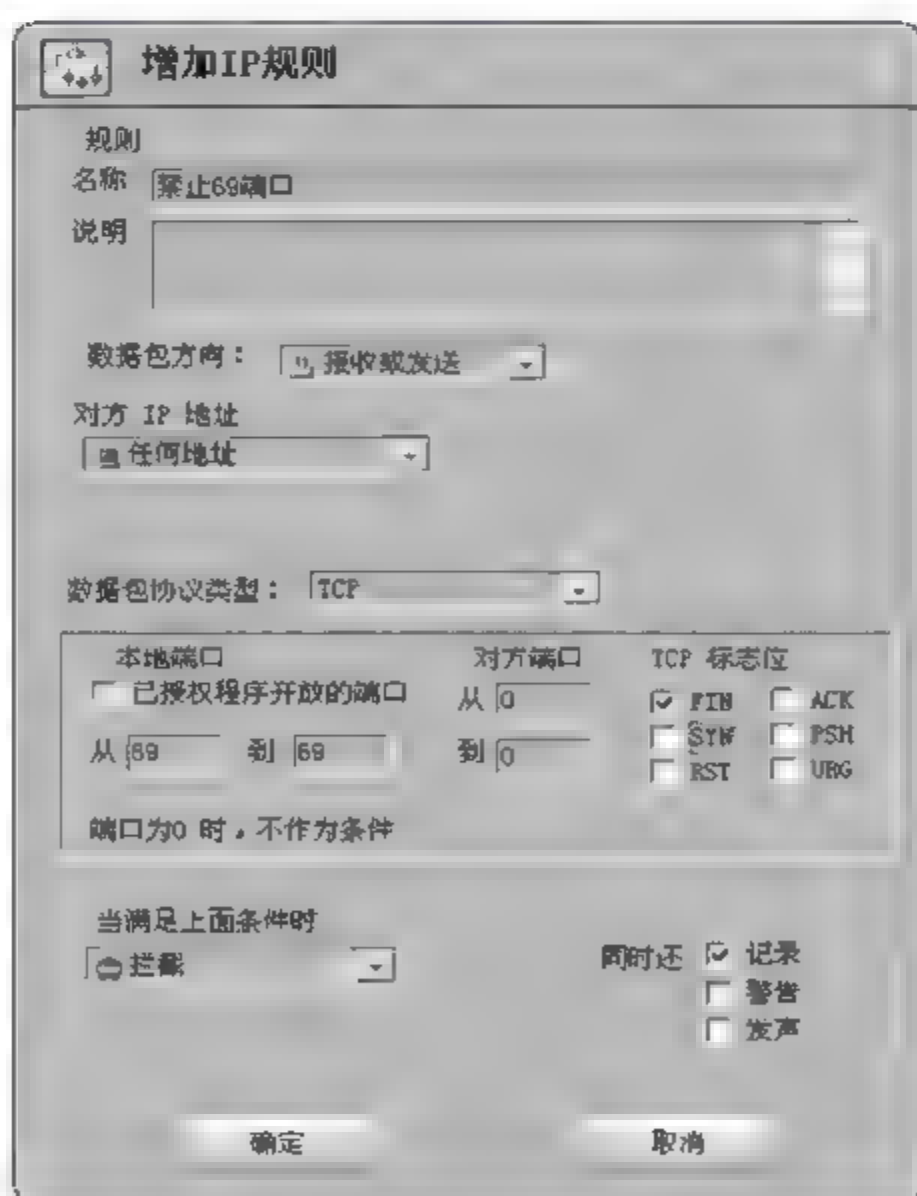 增加IP规则
规则
名称 禁止69端口
说明
数据包方向： 接收或发送
对方 IP 地址
任何地址
数据包协议类型： TCP
本地端口 对方端口 TCP 标志位
已授权程序开放的端口 从 0 FIN ACK
从 69 到 69 到 0 SYN PSH
RST URG
端口为0 时，不作为条件
当满足上面条件时
拦截 同时还 记录
警告
发声
确定 取消